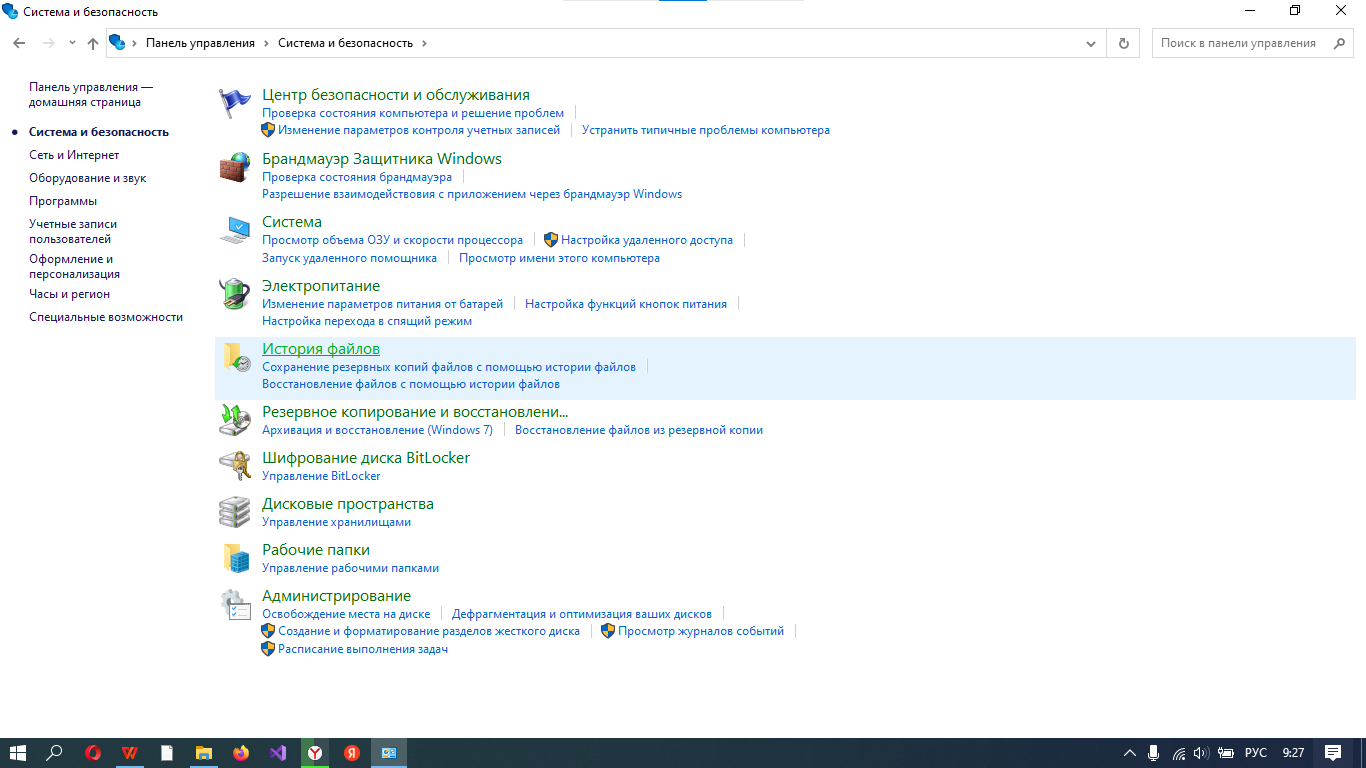 Система и безопасность
Панель управления
Система и безопасность
Поиск в панели управления
Панель управления —
домашняя страница
Система и безопасность
Сеть и Интернет
Оборудование и звук
Программы
Учетные записи
пользователей
Оформление и
персонализация
Часы и регион
Специальные возможности
Центр безопасности и обслуживания
Проверка состояния компьютера и решение проблем
Изменение параметров контроля учетных записей
Устранить типичные проблемы компьютера
Брандмауэр Защитника Windows
Проверка состояния брандмауэра
Разрешение взаимодействовия с приложением через брандмауэр Windows
Система
Просмотр объема ОЗУ и скорости процессора
Настройка удаленного доступа
Запуск удаленного помощника
Просмотр имени этого компьютера
Электропитание
Изменение параметров питания от батарей
Настройка функций кнопок питания
Настройка перехода в спящий режим
История файлов
Сохранение резервных копий файлов с помощью истории файлов
Восстановление файлов с помощью истории файлов
Резервное копирование и восстановлени...
Архивация и восстановление (Windows 7)
Восстановление файлов из резервной копии
Шифрование диска BitLocker
Управление BitLocker
Дисковые пространства
Управление хранилищами
Рабочие папки
Управление рабочими папками
Администрирование
Освобождение места на диске
Дефрагментация и оптимизация ваших дисков
Создание и форматирование разделов жесткого диска
Просмотр журналов событий
Расписание выполнения задач
РУС
9:27